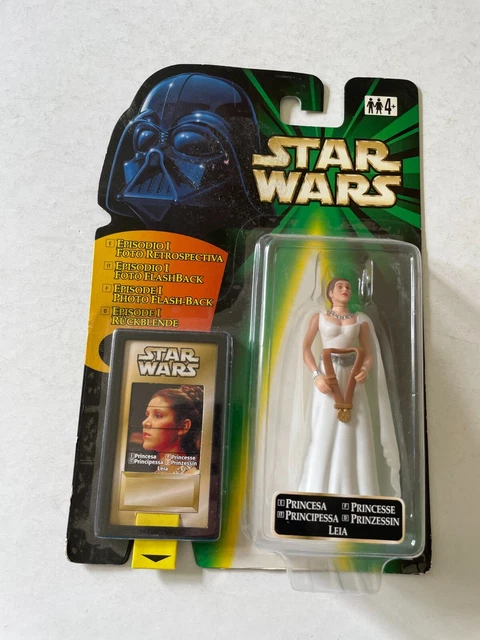 4+
STAR
WARS
E EPISODIO I
FOTO RETROSPECTIVA
EPISODIO I
FOTO FLASHBACK
F EPISODE I
PHOTO FLASH-BACK
EPISODE I
RÜCKBLENDE
STAR
WARS
Princesa Princesse
Principessa Prinzessin
Leia
PRINCESA F PRINCESSE
PRINCIPESSA PRINZESSIN
LEIA